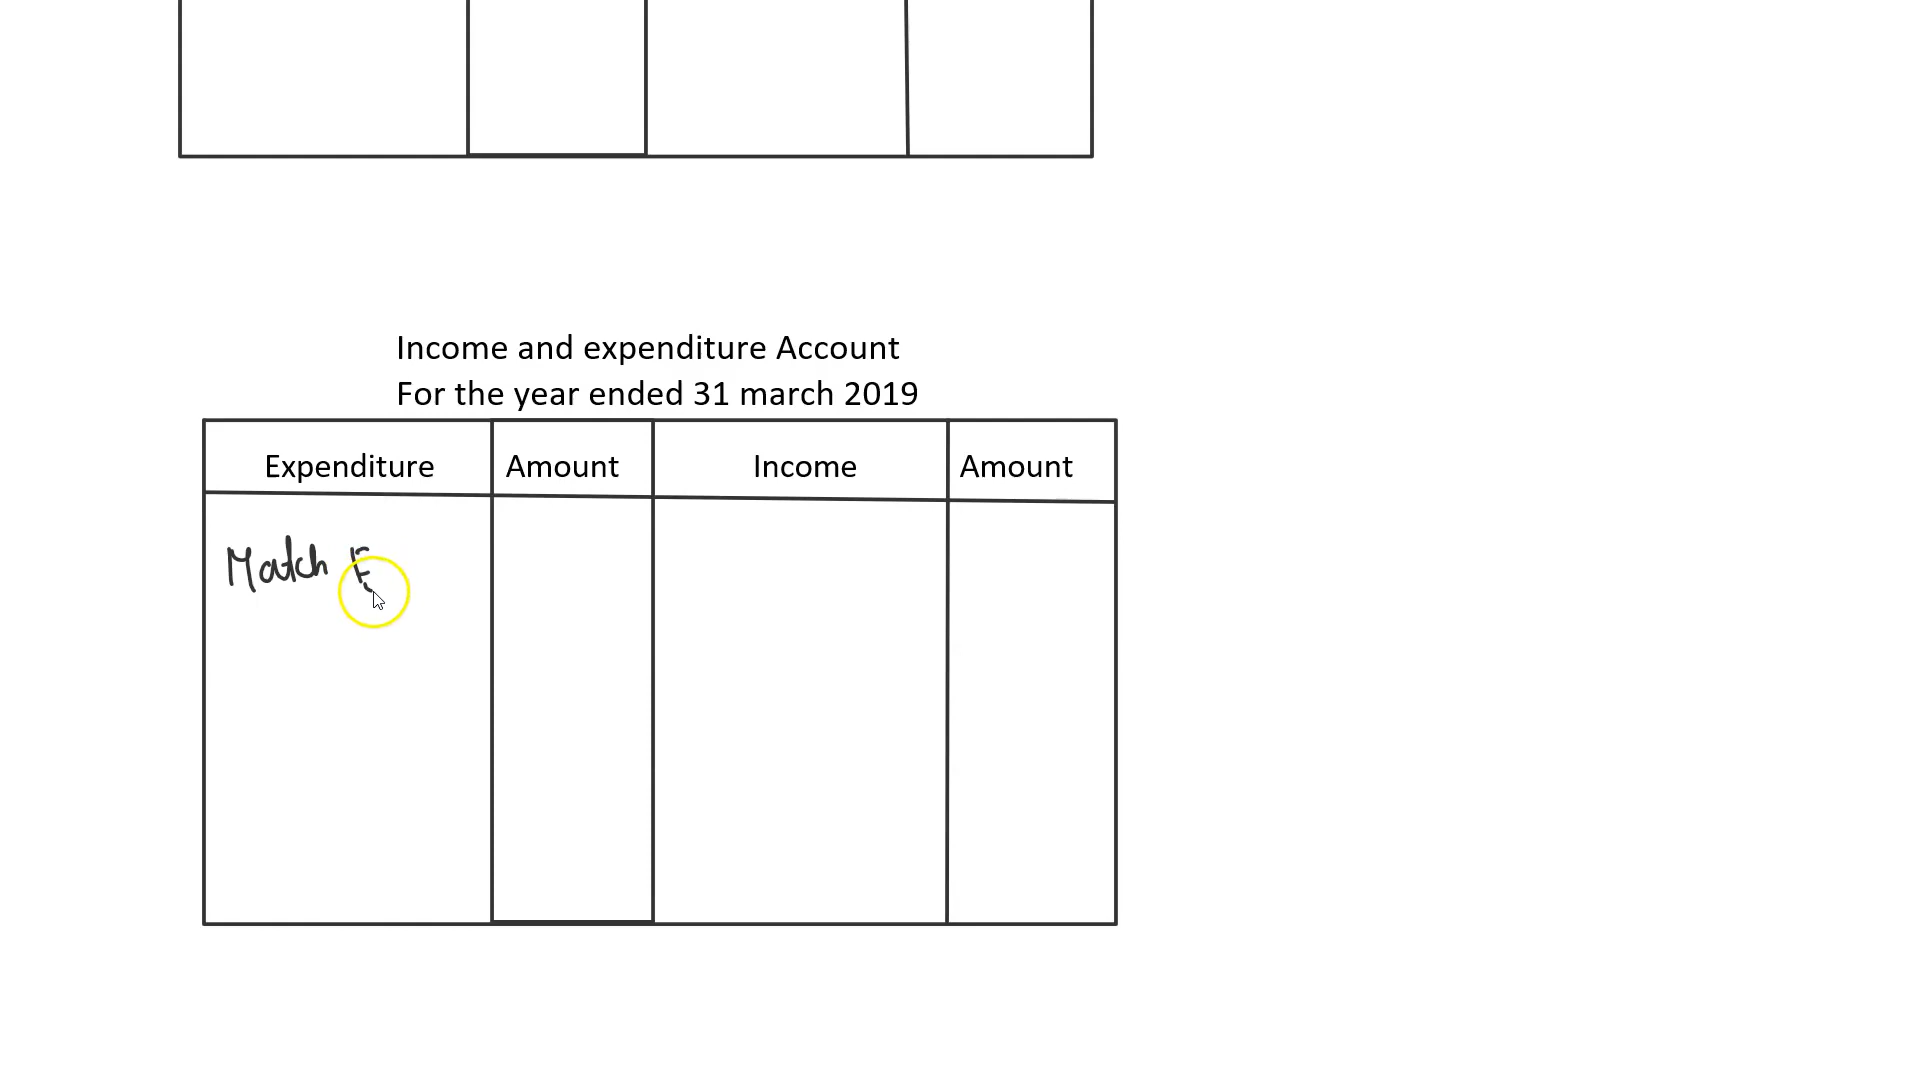 Income and expenditure Account
For the year ended 31 march 2019
Expenditure Amount Income Amount
Match E